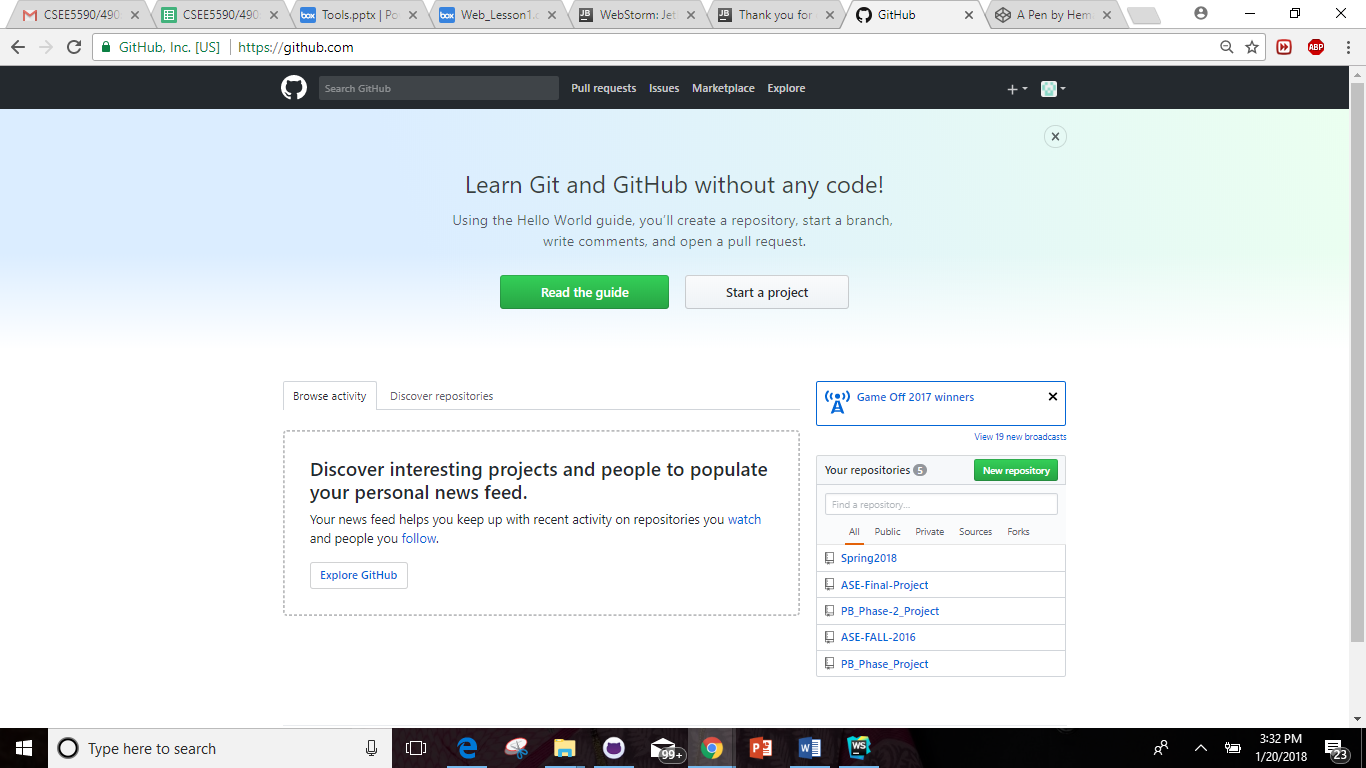 CSEE5590/490
CSEE5590/490
Tools.pptx | Po
Web_Lesson1.
WebStorm: Jet
Thank you for
GitHub
A Pen by Hem
GitHub, Inc. [US] https://github.com
Search GitHub
Pull requests Issues Marketplace Explore
Learn Git and GitHub without any code!
Using the Hello World guide, you’ll create a repository, start a branch,
write comments, and open a pull request.
Read the guide
Start a project
Browse activity
Discover repositories
Discover interesting projects and people to populate
your personal news feed.
Your news feed helps you keep up with recent activity on repositories you watch
and people you follow.
Explore GitHub
Game Off 2017 winners
View 19 new broadcasts
Your repositories 5
New repository
Find a repository...
All Public Private Sources Forks
Spring2018
ASE-Final-Project
PB_Phase-2_Project
ASE-FALL-2016
PB_Phase_Project
Type here to search
99+
3:32 PM
1/20/2018
23